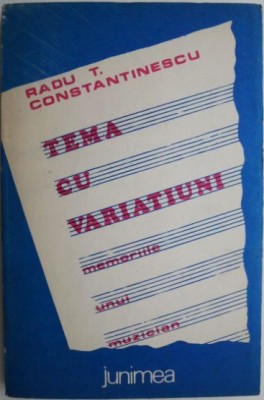 RADU T.
CONSTANTINESCU
TEMA
CU
VARIATIUNI
memoriile
unui
muzician
junimea